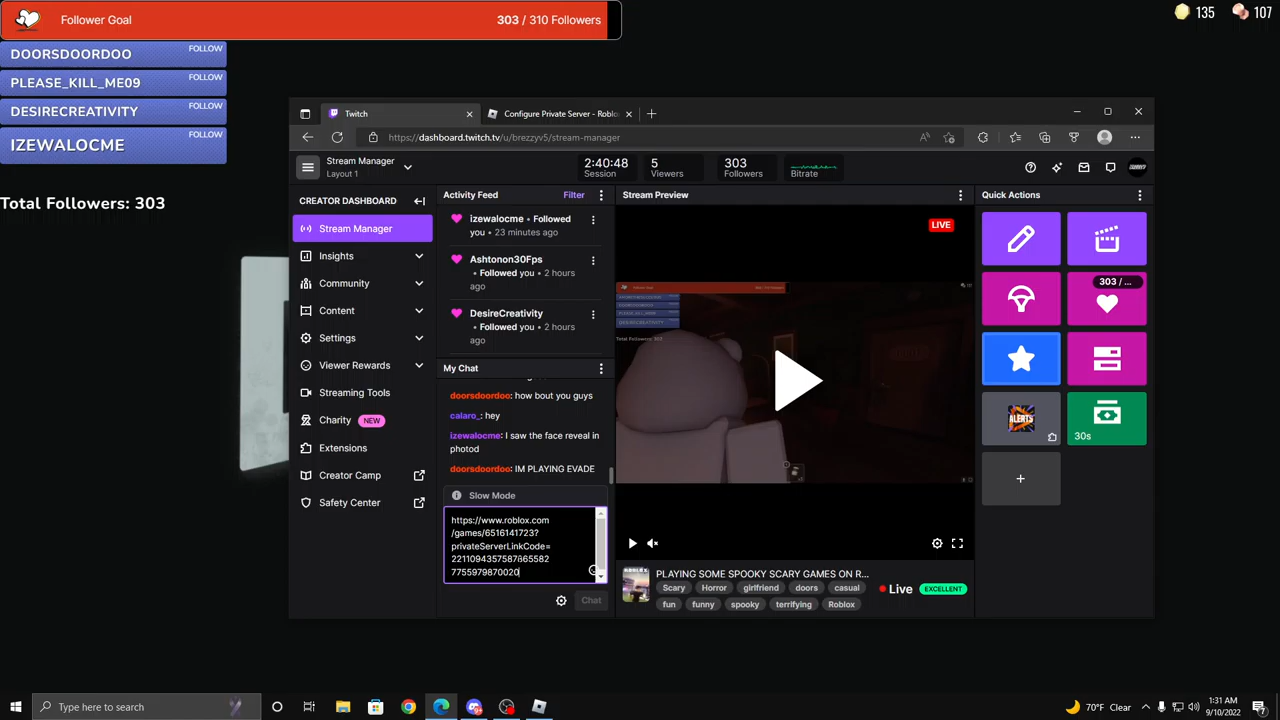 Follower Goal
303 / 310 Followers
135
107
DOORSDOORDOO
FOLLOW
PLEASE_KILL_ME09
FOLLOW
DESIRECREATIVITY
FOLLOW
IZEWALOCME
FOLLOW
Total Followers: 303
Twitch
Configure Private Server - Roblo
https://dashboard.twitch.tv/u/brezzyv5/stream-manager
Stream Manager
Layout 1
2:40:48
Session
5
Viewers
303
Followers
Bitrate
CREATOR DASHBOARD
Stream Manager
Insights
Community
Content
Settings
Viewer Rewards
Streaming Tools
Charity NEW
Extensions
Creator Camp
Safety Center
Activity Feed
Filter
izewalocme • Followed
you • 23 minutes ago
Ashtonon30Fps
• Followed you • 2 hours
ago
DesireCreativity
• Followed you • 2 hours
ago
My Chat
doorsdoordoo: how bout you guys
calaro_: hey
izewalocme: I saw the face reveal in
photod
doorsdoordoo: IM PLAYING EVADE
Slow Mode
https://www.roblox.com
/games/6516141723?
privateServerLinkCode=
7755979870020
Chat
Stream Preview
LIVE
PLAYING SOME SPOOKY SCARY GAMES ON R...
Scary
Horror
girlfriend
doors
casual
fun
funny
spooky
terrifying
Roblox
Live
EXCELLENT
Quick Actions
303 / ...
ALERTS
30s
Type here to search
70°F Clear
1:31 AM
9/10/2022